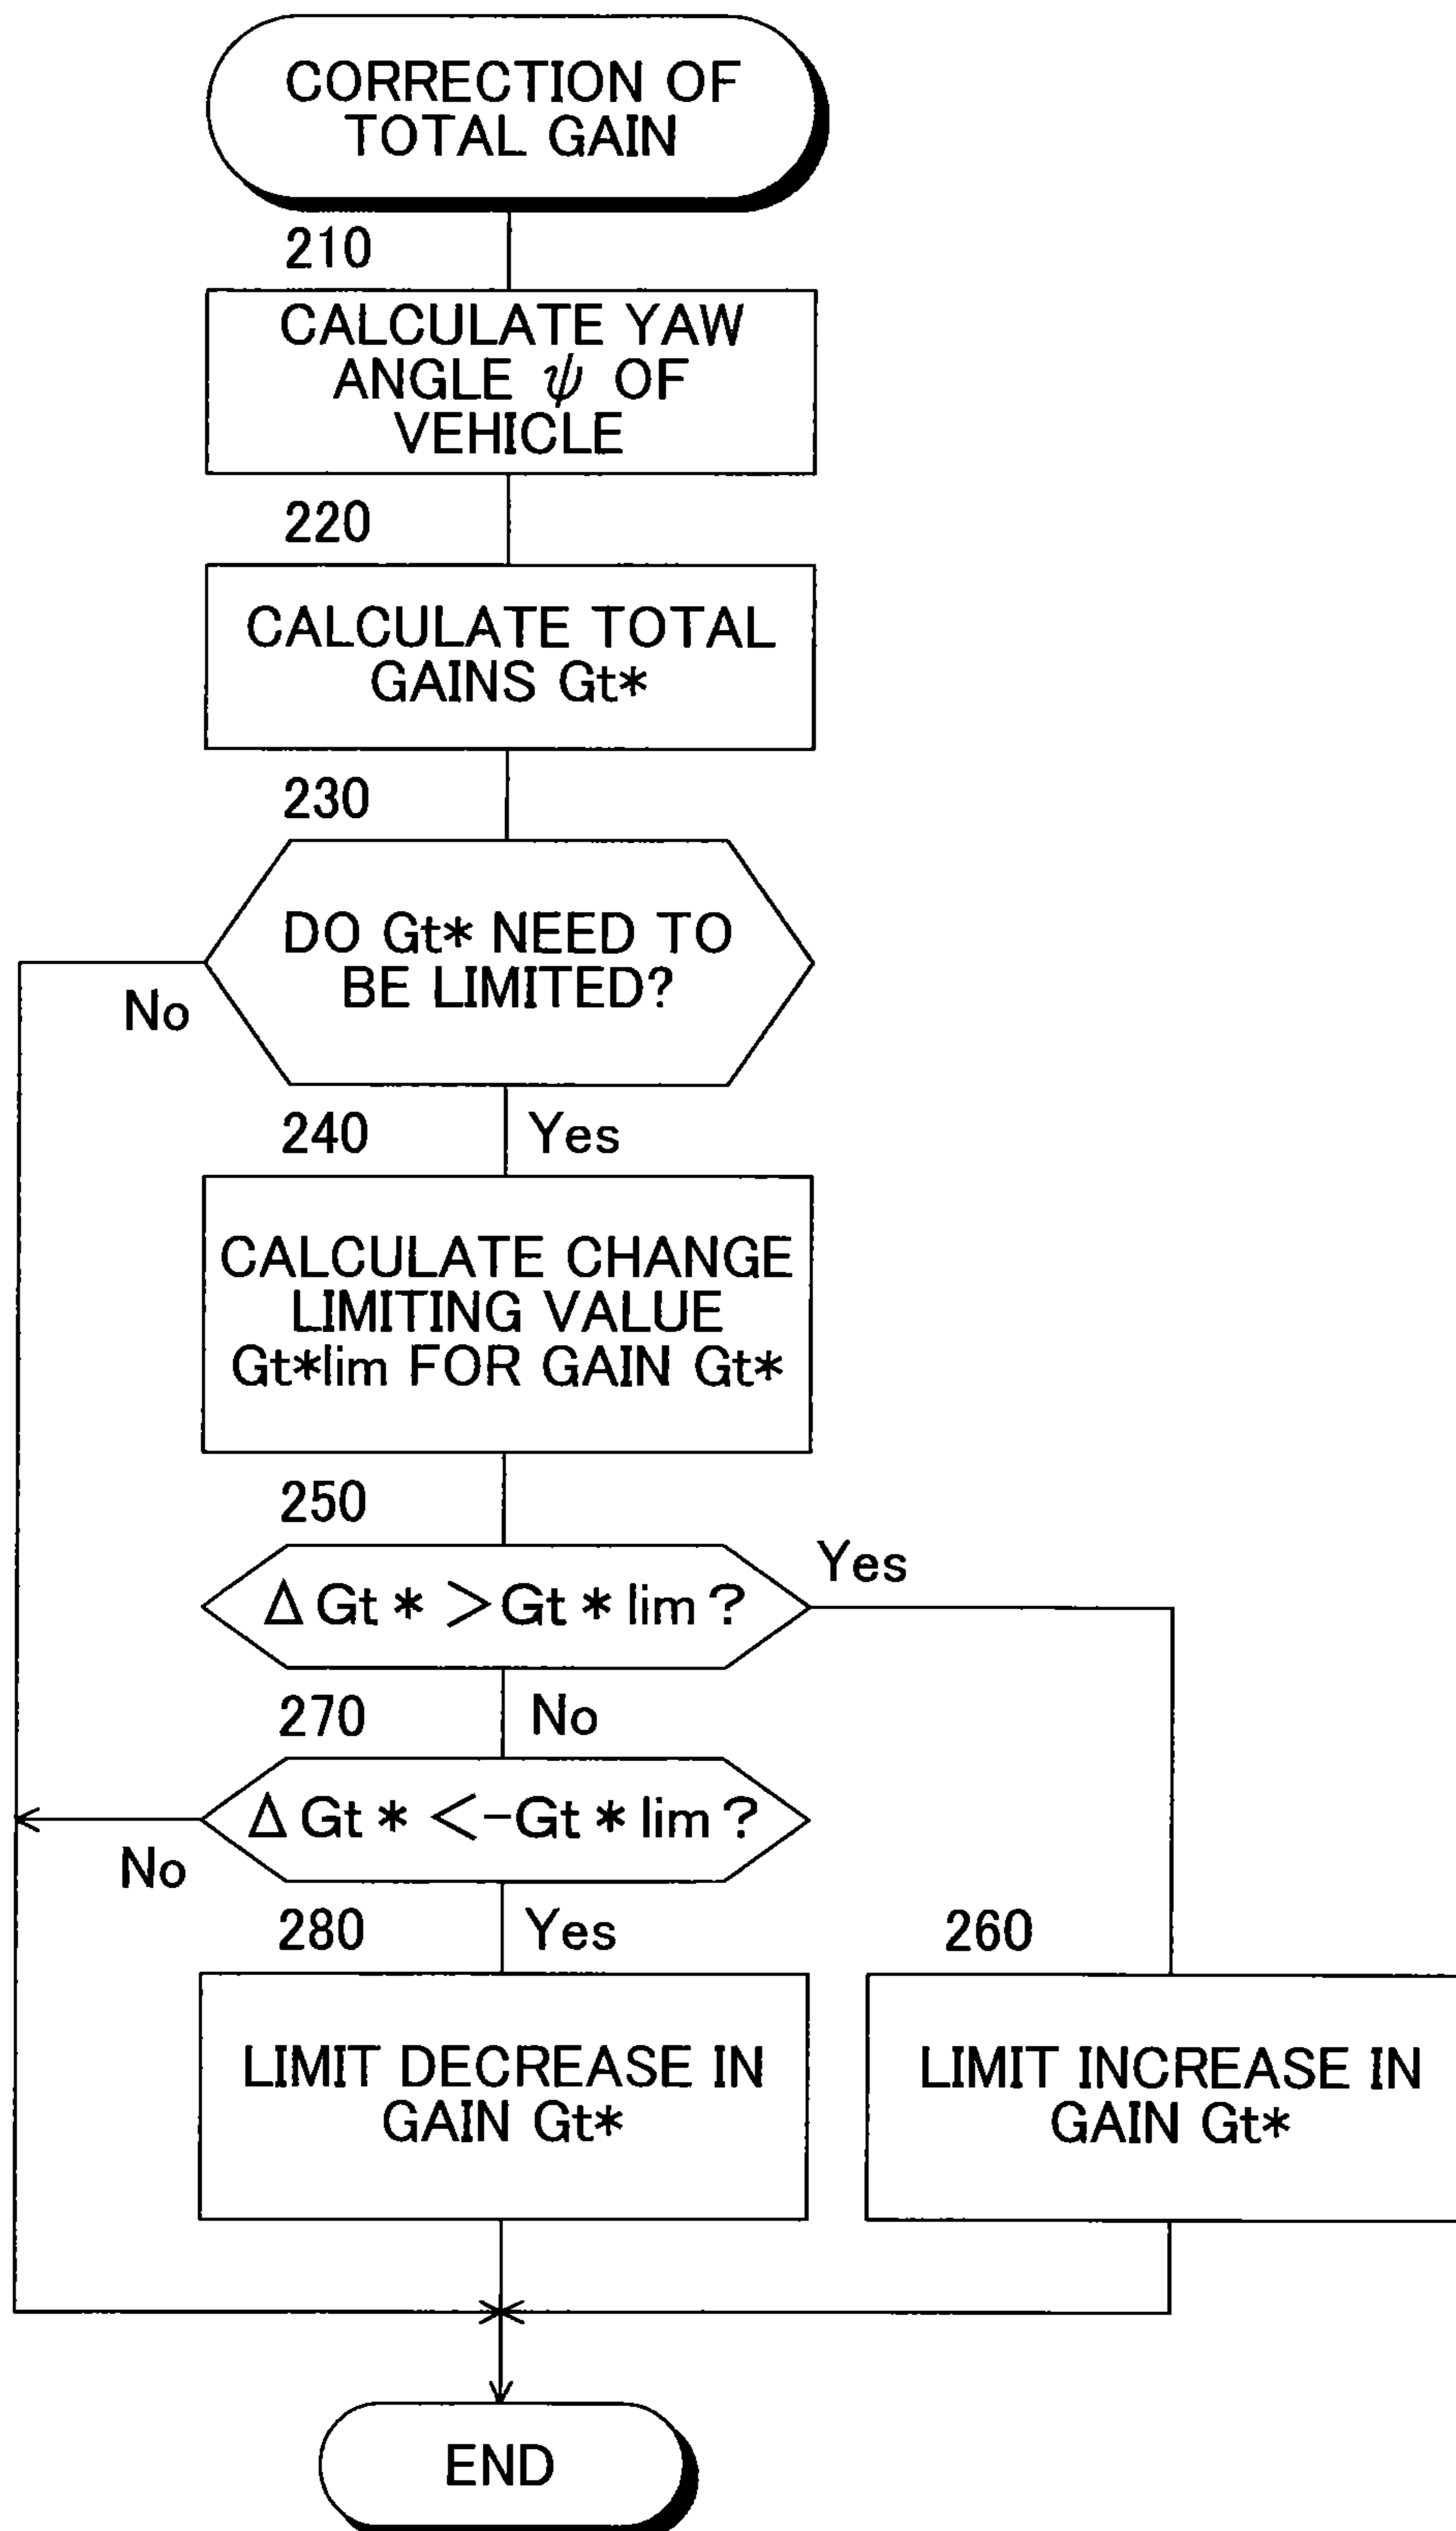 CORRECTION OF
TOTAL GAIN
210
CALCULATE YAW
ANGLE ψ OF
VEHICLE
220
CALCULATE TOTAL
GAINS Gt*
230
DO Gt* NEED TO
BE LIMITED?
No
240
Yes
CALCULATE CHANGE
LIMITING VALUE
Gt*lim FOR GAIN Gt*
250
Yes
Δ Gt * > Gt * lim ?
270
No
Δ Gt * < -Gt * lim ?
No
280
Yes
260
LIMIT DECREASE IN
GAIN Gt*
LIMIT INCREASE IN
GAIN Gt*
END